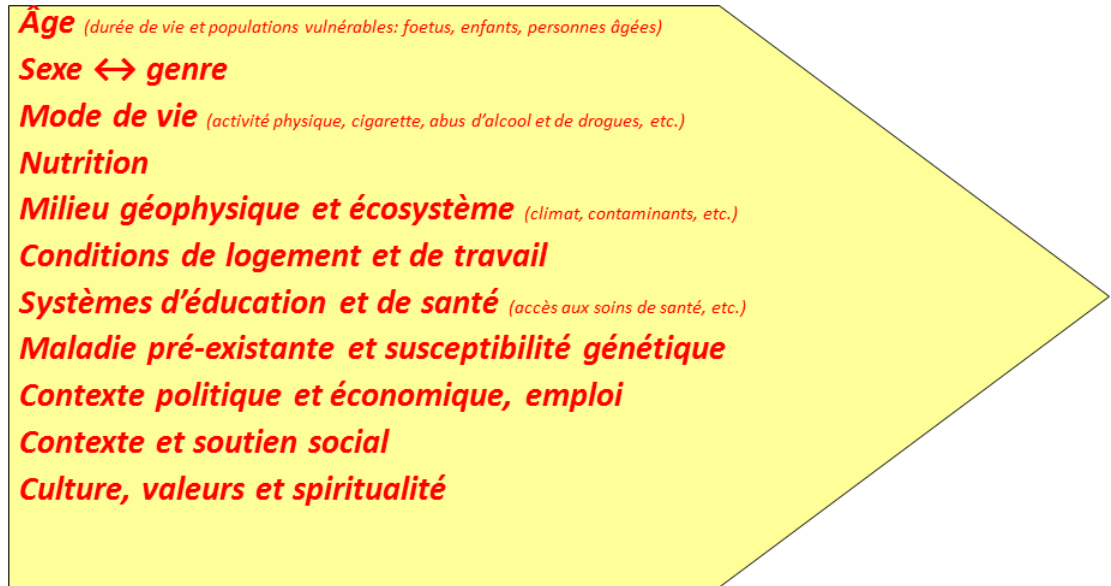 Âge (durée de vie et populations vulnérables: foetus, enfants, personnes âgées)
Sexe ↔ genre
Mode de vie (activité physique, cigarette, abus d'alcool et de drogues, etc.)
Nutrition
Milieu géophysique et écosystème (climat, contaminants, etc.)
Conditions de logement et de travail
Systèmes d'éducation et de santé (accès aux soins de santé, etc.)
Maladie pré-existante et susceptibilité génétique
Contexte politique et économique, emploi
Contexte et soutien social
Culture, valeurs et spiritualité